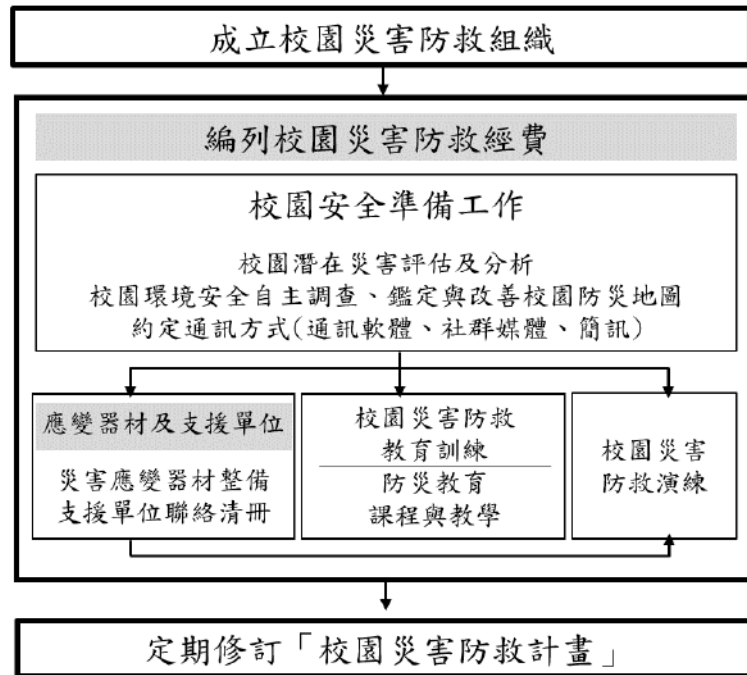 成立校園災害防救組織
編列校園災害防救經費
校園安全準備工作
校園潛在災害評估及分析
校園環境安全自主調查、鑑定與改善校園防災地圖
約定通訊方式(通訊軟體、社群媒體、簡訊)
應變器材及支援單位
災害應變器材整備
支援單位聯絡清冊
校園災害防救
教育訓練
防災教育
課程與教學
校園災害
防救演練
定期修訂「校園災害防救計畫」